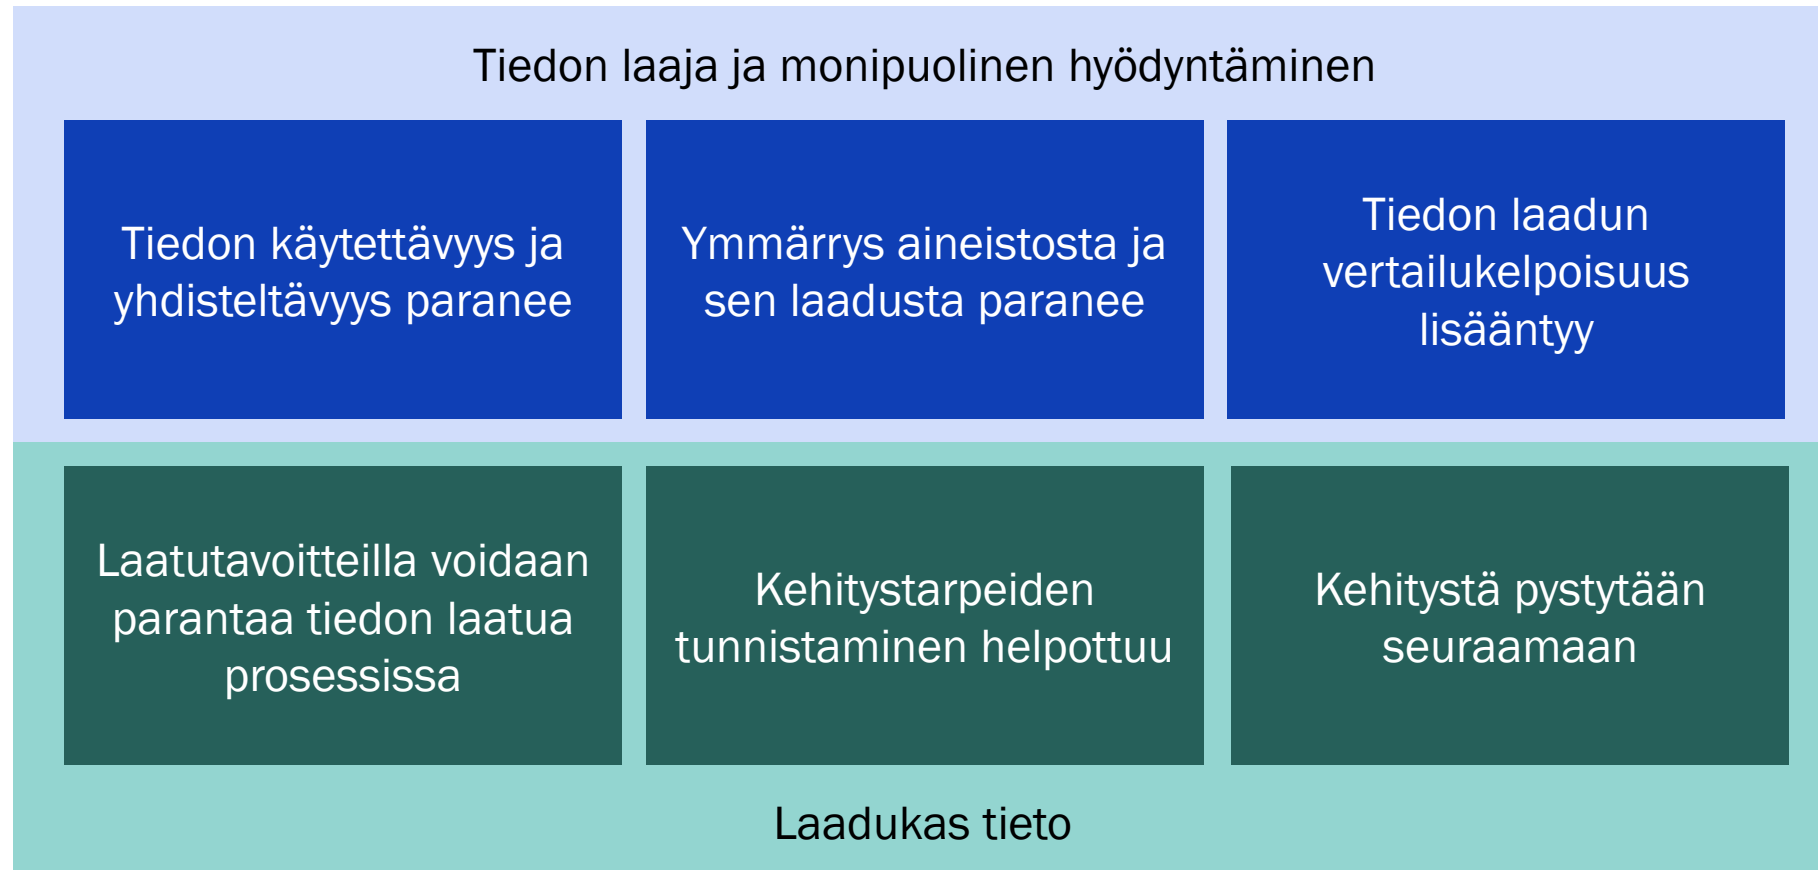 Tiedon laaja ja monipuolinen hyödyntäminen
Tiedon käytettävyys ja
yhdisteltävyys paranee
Ymmärrys aineistosta ja
sen laadusta paranee
Tiedon laadun
vertailukelpoisuus
lisääntyy
Laatutavoitteilla voidaan
parantaa tiedon laatua
prosessissa
Kehitystarpeiden
tunnistaminen helpottuu
Kehitystä pystytään
seuraamaan
Laadukas tieto